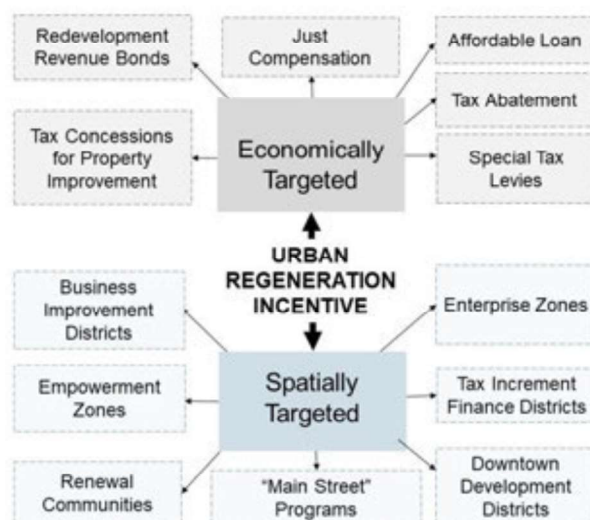 Redevelopment
Revenue Bonds
Just
Compensation
Affordable Loan
Tax Abatement
Tax Concessions
for Property
Improvement
Economically
Targeted
Special Tax
Levies
URBAN
REGENERATION
INCENTIVE
Business
Improvement
Districts
Enterprise Zones
Empowerment
Zones
Spatially
Targeted
Tax Increment
Finance Districts
Renewal
Communities
"Main Street"
Programs
Downtown
Development
Districts